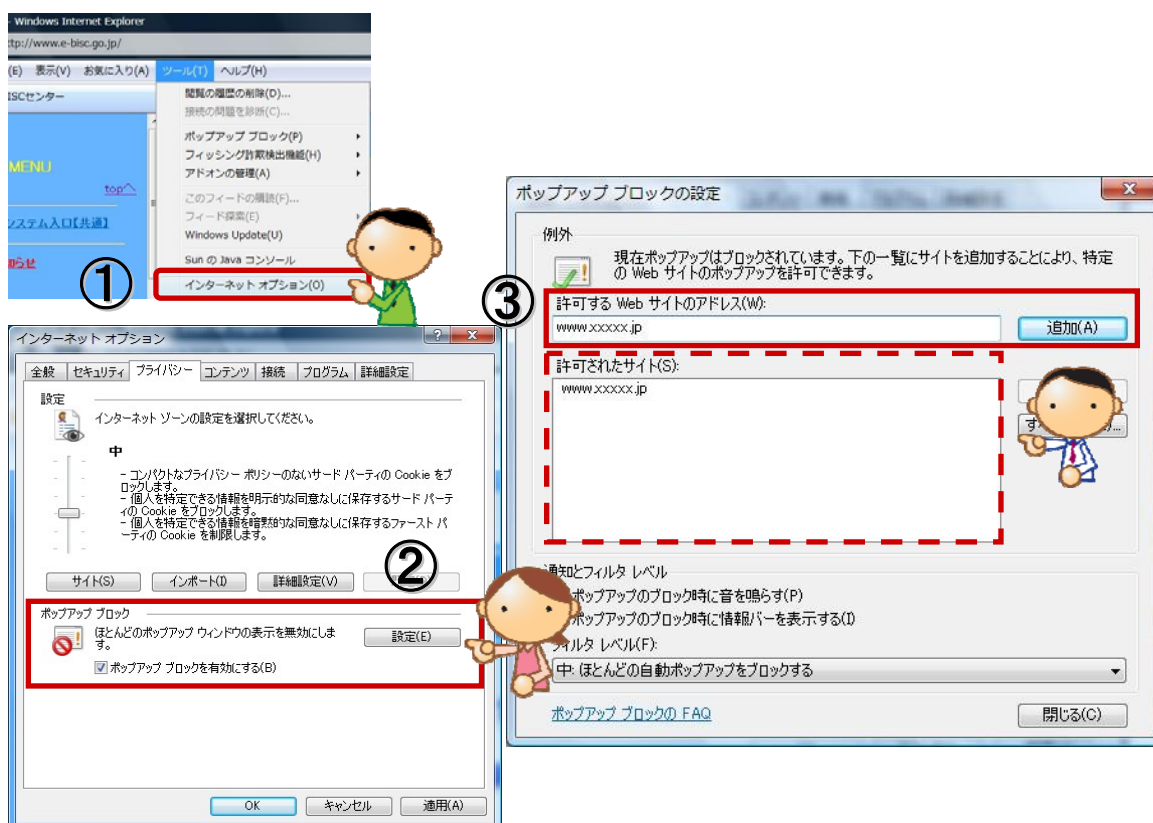 - Windows Internet Explorer
ttp://www.e-bisc.go.jp/
(E) 表示(V) お気に入り(A) ツール(T) ヘルプ(H)
ISCセンター
閲覧の履歴の削除(D)...
接続の問題を診断(C)...
ポップアップ ブロック(P)
フィッシング詐欺検出機能(H)
アドオンの管理(A)
このフィードの購読(F)...
フィード探索(E)
Windows Update(U)
Sun の Java コンソール
インターネット オプション(O)
MENU
topへ
システム入口【共通】
知らせ
①
インターネット オプション
全般 セキュリティ プライバシー コンテンツ 接続 プログラム 詳細設定
設定
インターネット ゾーンの設定を選択してください。
中
- コンパクトなプライバシー ポリシーのないサード パーティの Cookie をブ
ロックします。
- 個人を特定できる情報を明示的な同意なしに保存するサード パーテ
ィの Cookie をブロックします。
- 個人を特定できる情報を暗黙的な同意なしに保存するファースト パ
ーティの Cookie を制限します。
②
サイト(S) インポート(I) 詳細設定(V)
ポップアップ ブロック
ほとんどのポップアップ ウィンドウの表示を無効にしま
す。
設定(E)
ポップアップ ブロックを有効にする(B)
OK キャンセル 適用(A)
③
ポップアップ ブロックの設定
例外
現在ポップアップはブロックされています。下の一覧にサイトを追加することにより、特定
の Web サイトのポップアップを許可できます。
許可する Web サイトのアドレス(W):
www.xxxxx.jp 追加(A)
許可されたサイト(S):
www.xxxxx.jp
す
通知とフィルタ レベル
ポップアップのブロック時に音を鳴らす(P)
ポップアップのブロック時に情報バーを表示する(I)
フィルタ レベル(F):
中: ほとんどの自動ポップアップをブロックする
ポップアップ ブロックの FAQ 閉じる(C)